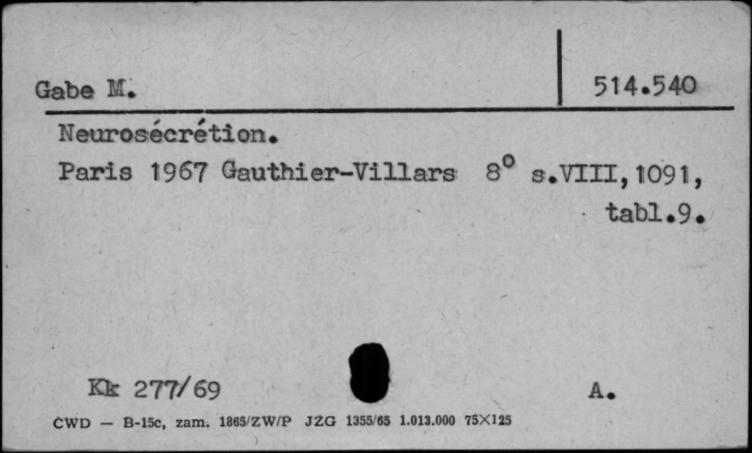 Gabe M.
514.540
Neurosécrétion.
Paris 1967 Gauthier-Villars 8° s.VIII,1091,
tabl.9.
Kk 277/69
A.
CWD — B-15c, zam. 1865/ZW/P JZG 1355/65 1.013.000 75X125